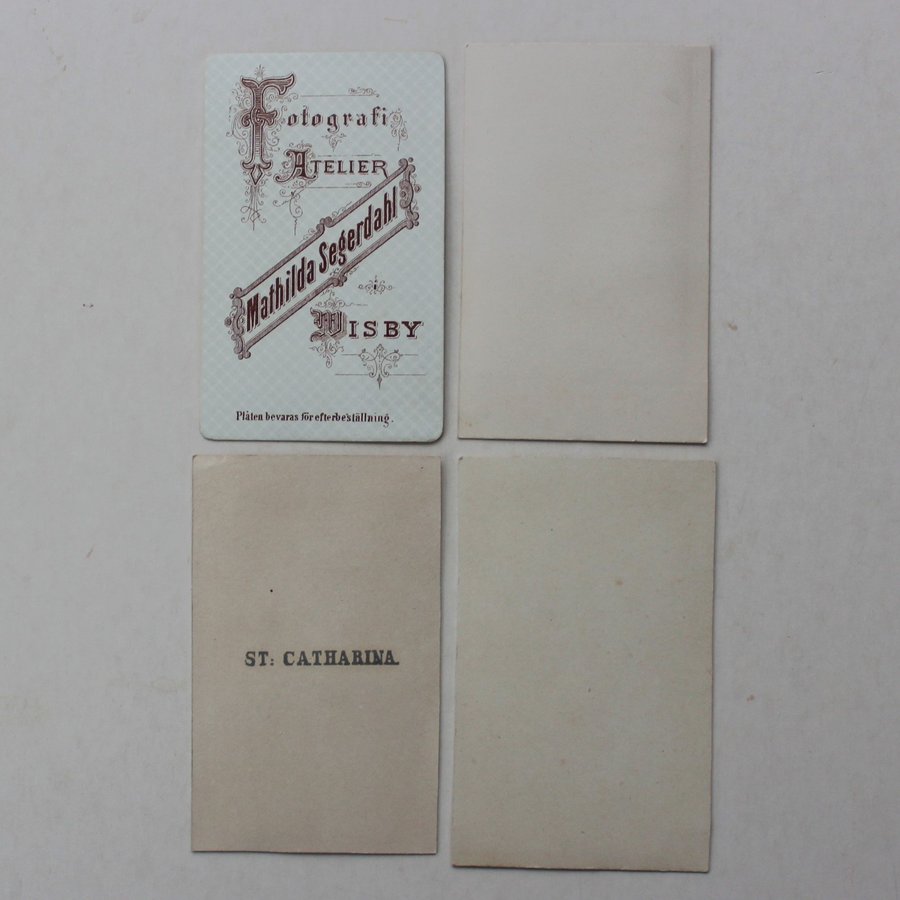 Fotografi
ATELIER
Mathilda Segerdahl
WISBY
Plåten bevaras för efterbeställning.
ST: CATHARINA.